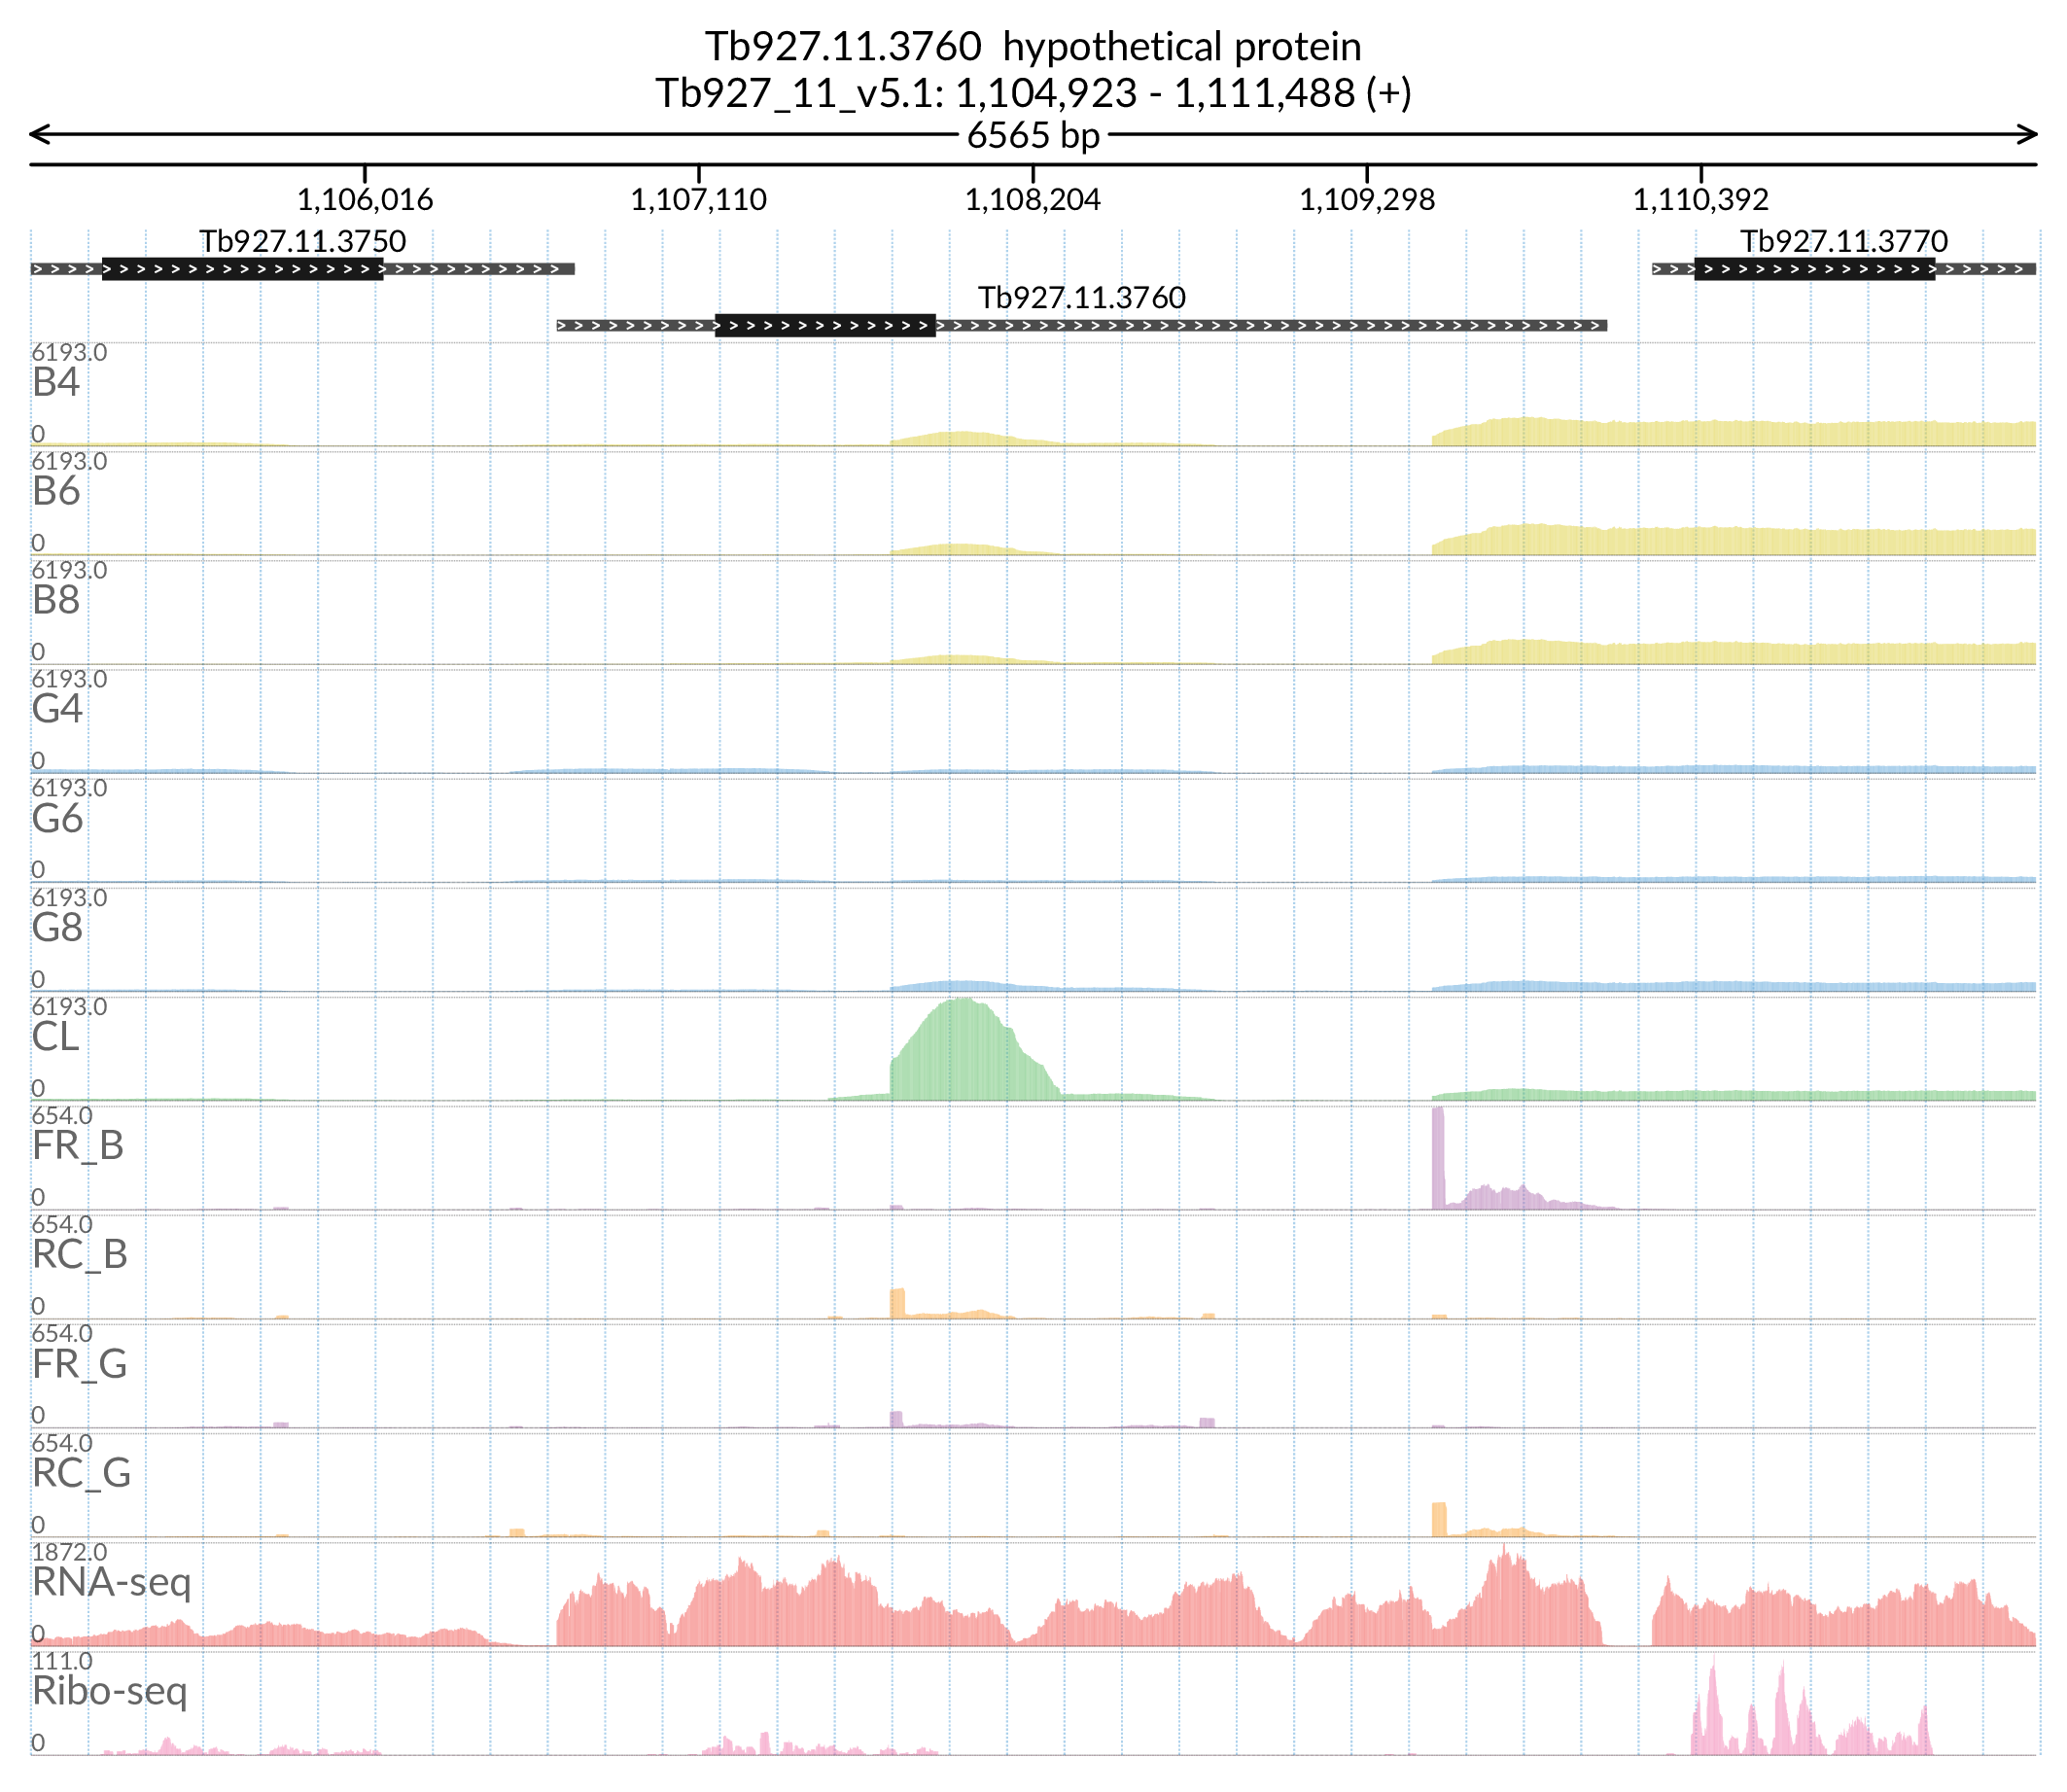 Tb927.11.3760 hypothetical protein
Tb927_11_v5.1: 1,104,923 - 1,111,488 (+)
6565 bp
1,106,016 1,107,110 1,108,204 1,109,298 1,110,392
Tb927.11.3750 Tb927.11.3770
Tb927.11.3760
6193.0
B4
0
6193.0
B6
0
6193.0
B8
0
6193.0
G4
0
6193.0
G6
0
6193.0
G8
0
6193.0
CL
0
654.0
FR_B
0
654.0
RC_B
0
654.0
FR_G
0
654.0
RC_G
0
1872.0
RNA-seq
0
111.0
Ribo-seq
0